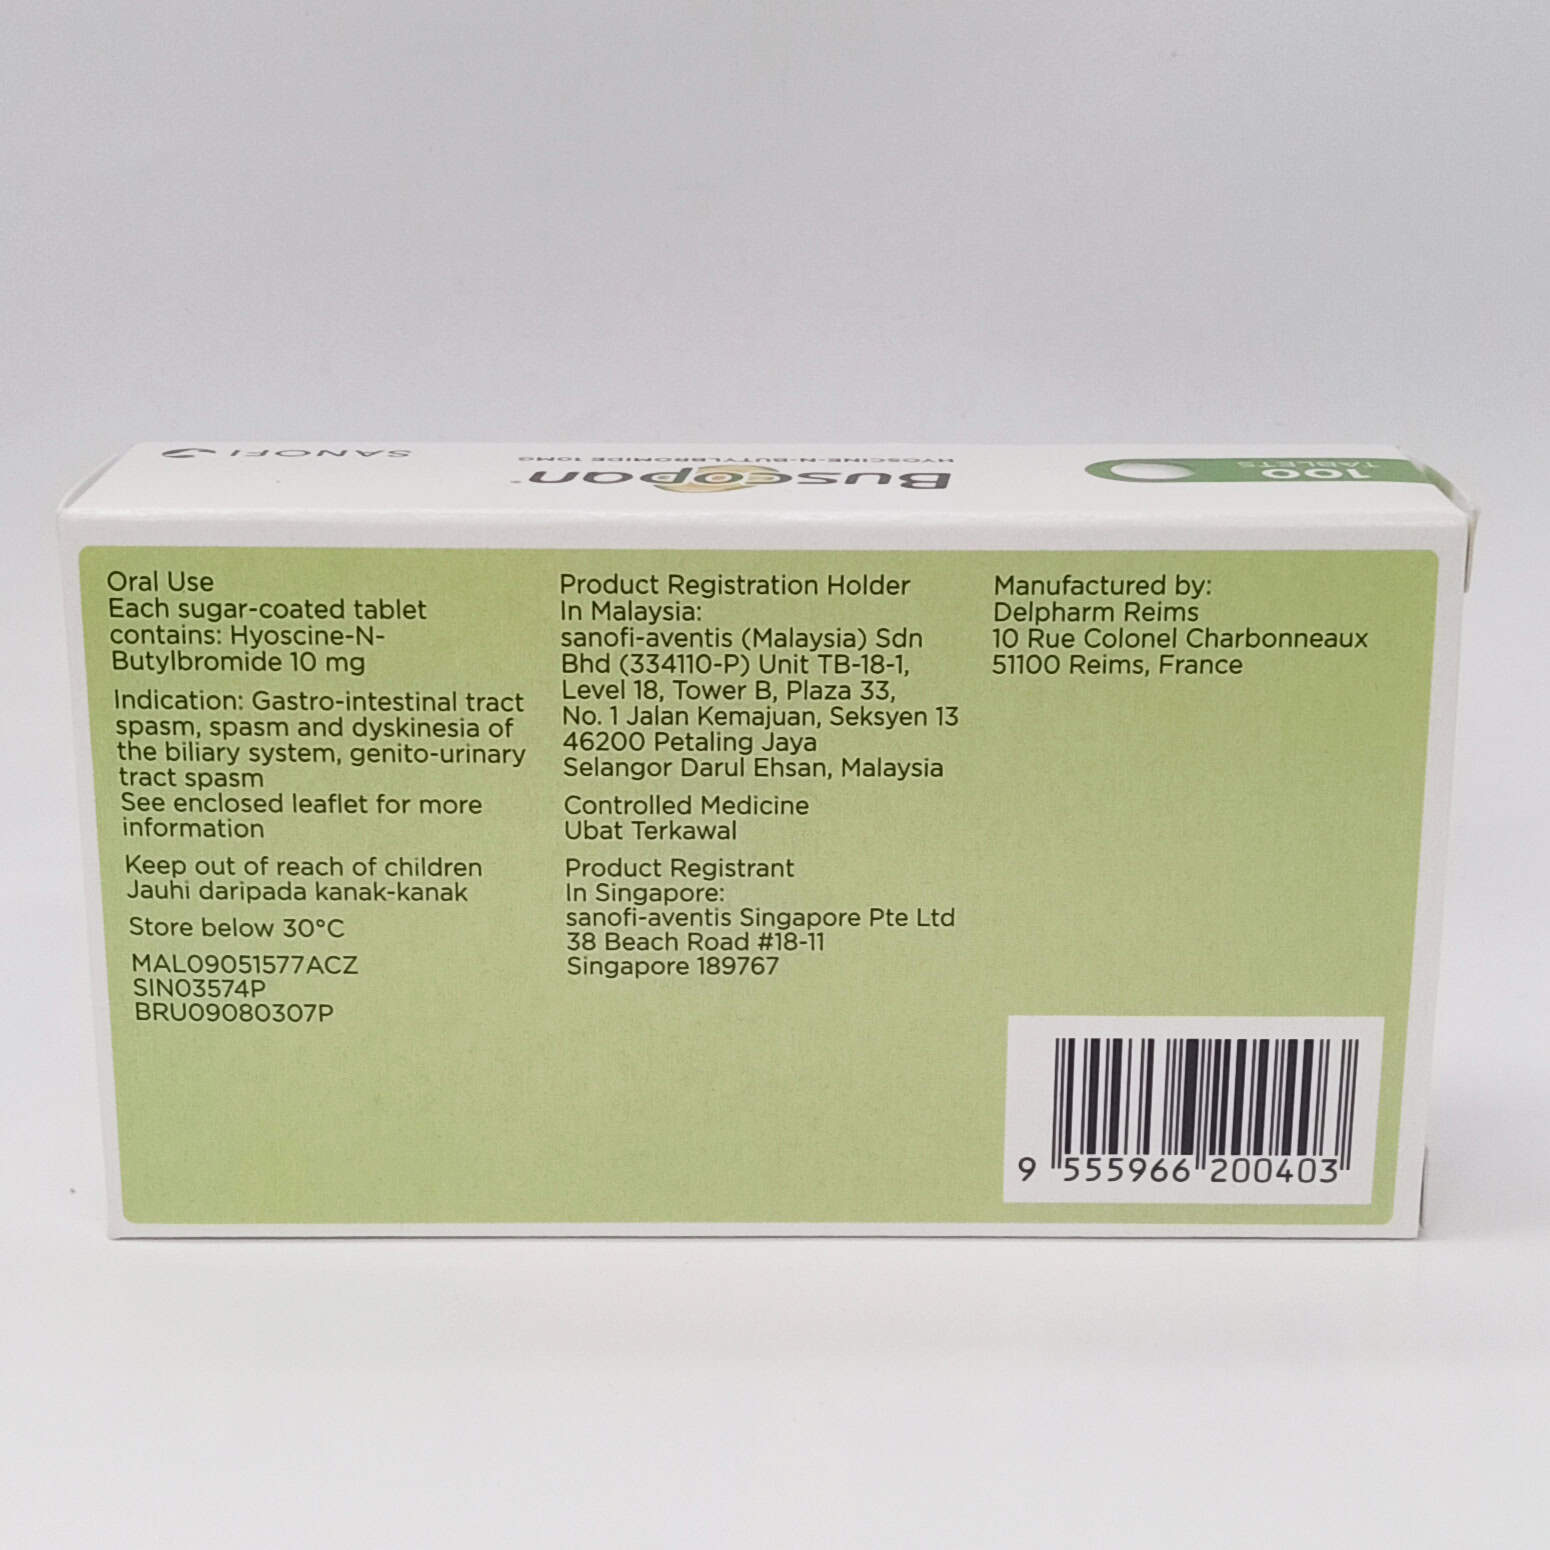 SANOFI
Buscopan
HYOSCINE-N-BUTYLBROMIDE 10MG
100
TABLETS
Oral Use
Each sugar-coated tablet
contains: Hyoscine-N-
Butylbromide 10 mg
Indication: Gastro-intestinal tract
spasm, spasm and dyskinesia of
the biliary system, genito-urinary
tract spasm
See enclosed leaflet for more
information
Keep out of reach of children
Jauhi daripada kanak-kanak
Store below 30°C
MAL09051577ACZ
SIN03574P
BRU09080307P
Product Registration Holder
In Malaysia:
sanofi-aventis (Malaysia) Sdn
Bhd (334110-P) Unit TB-18-1,
Level 18, Tower B, Plaza 33,
No. 1 Jalan Kemajuan, Seksyen 13
46200 Petaling Jaya
Selangor Darul Ehsan, Malaysia
Controlled Medicine
Ubat Terkawal
Product Registrant
In Singapore:
sanofi-aventis Singapore Pte Ltd
38 Beach Road #18-11
Singapore 189767
Manufactured by:
Delpharm Reims
10 Rue Colonel Charbonneaux
51100 Reims, France
9 555966 200403